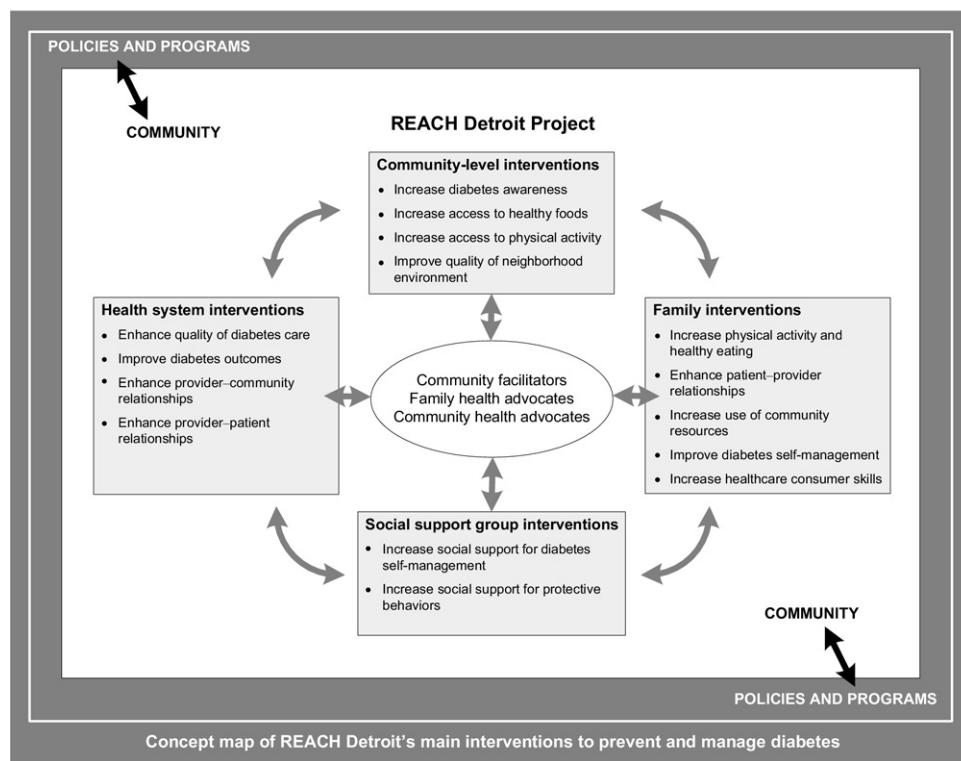 POLICIES AND PROGRAMS
COMMUNITY
REACH Detroit Project
Community-level interventions
• Increase diabetes awareness
• Increase access to healthy foods
• Increase access to physical activity
• Improve quality of neighborhood
environment
Health system interventions
• Enhance quality of diabetes care
• Improve diabetes outcomes
• Enhance provider–community
relationships
• Enhance provider–patient
relationships
Community facilitators
Family health advocates
Community health advocates
Family interventions
• Increase physical activity and
healthy eating
• Enhance patient–provider
relationships
• Increase use of community
resources
• Improve diabetes self-management
• Increase healthcare consumer skills
Social support group interventions
• Increase social support for diabetes
self-management
• Increase social support for protective
behaviors
COMMUNITY
POLICIES AND PROGRAMS
Concept map of REACH Detroit’s main interventions to prevent and manage diabetes